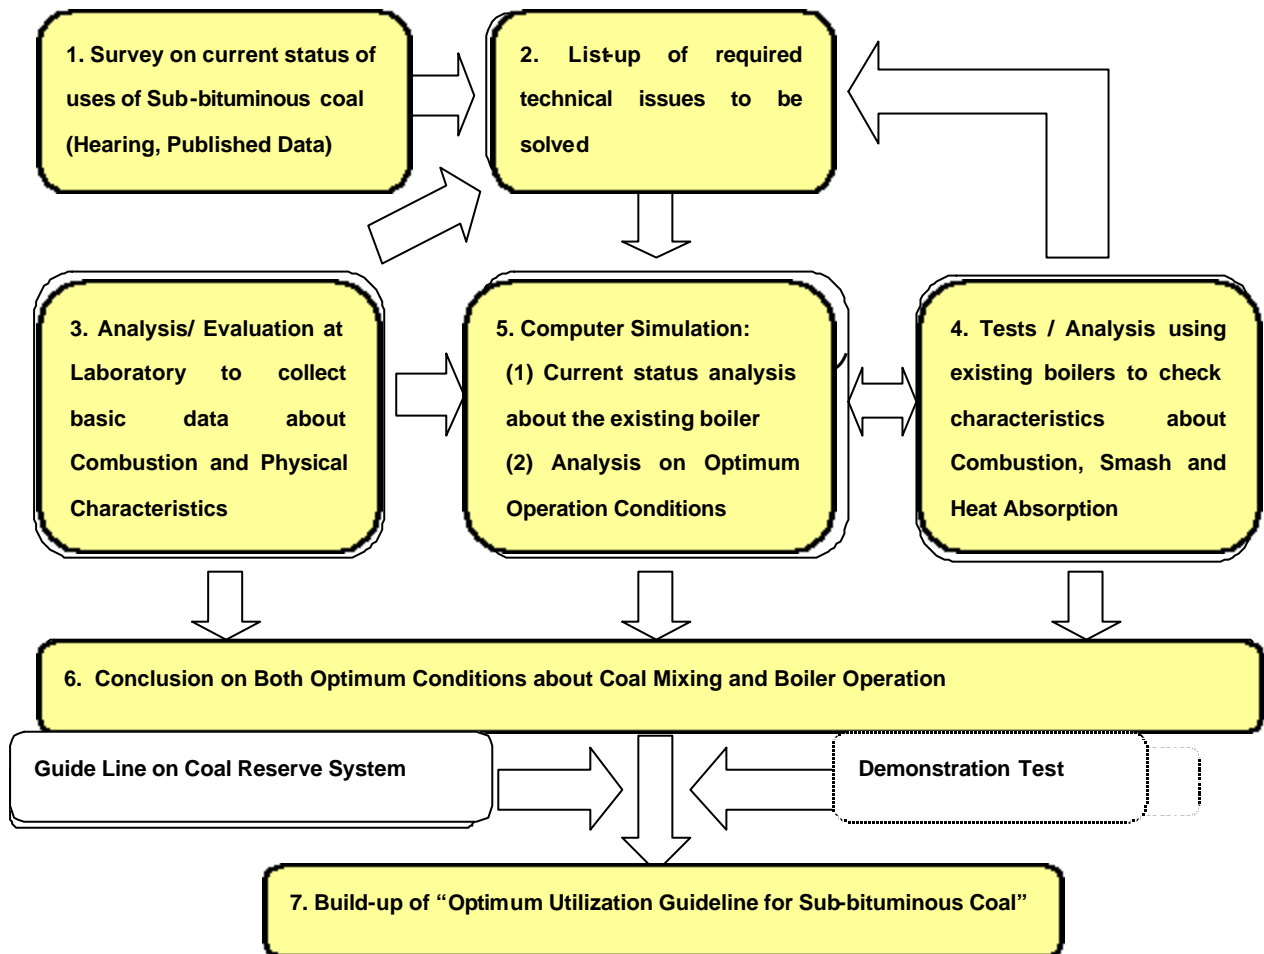 1. Survey on current status of
uses of Sub-bituminous coal
(Hearing, Published Data)
2. List-up of required
technical issues to be
solved
3. Analysis/ Evaluation at
Laboratory to collect
basic data about
Combustion and Physical
Characteristics
5. Computer Simulation:
(1) Current status analysis
about the existing boiler
(2) Analysis on Optimum
Operation Conditions
4. Tests / Analysis using
existing boilers to check
characteristics about
Combustion, Smash and
Heat Absorption
6. Conclusion on Both Optimum Conditions about Coal Mixing and Boiler Operation
Guide Line on Coal Reserve System
Demonstration Test
7. Build-up of “Optimum Utilization Guideline for Sub-bituminous Coal”